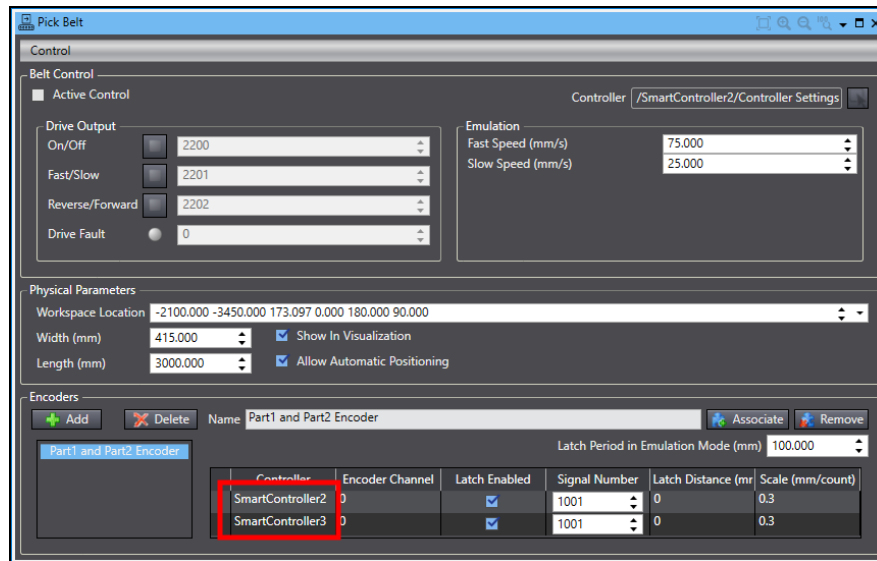 Pick Belt
Control
Belt Control
Active Control
Controller /SmartController2/Controller Settings
Drive Output
On/Off 2200
Fast/Slow 2201
Reverse/Forward 2202
Drive Fault 0
Emulation
Fast Speed (mm/s) 75.000
Slow Speed (mm/s) 25.000
Physical Parameters
Workspace Location -2100.000 -3450.000 173.097 0.000 180.000 90.000
Width (mm) 415.000 Show In Visualization
Length (mm) 3000.000 Allow Automatic Positioning
Encoders
Add Delete Name Part1 and Part2 Encoder Associate Remove
Part1 and Part2 Encoder
Latch Period in Emulation Mode (mm) 100.000
Controller Encoder Channel Latch Enabled Signal Number Latch Distance (mr Scale (mm/count)
SmartController2 0 1001 0 0.3
SmartController3 0 1001 0 0.3